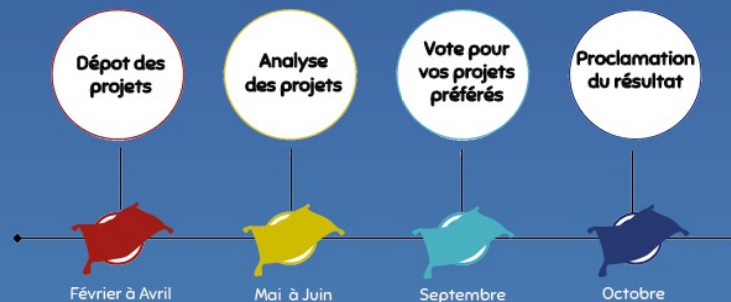 Dépot des
projets
Analyse
des projets
Vote pour
vos projets
préférés
Proclamation
du résultat
Février à Avril
Mai à Juin
Septembre
Octobre